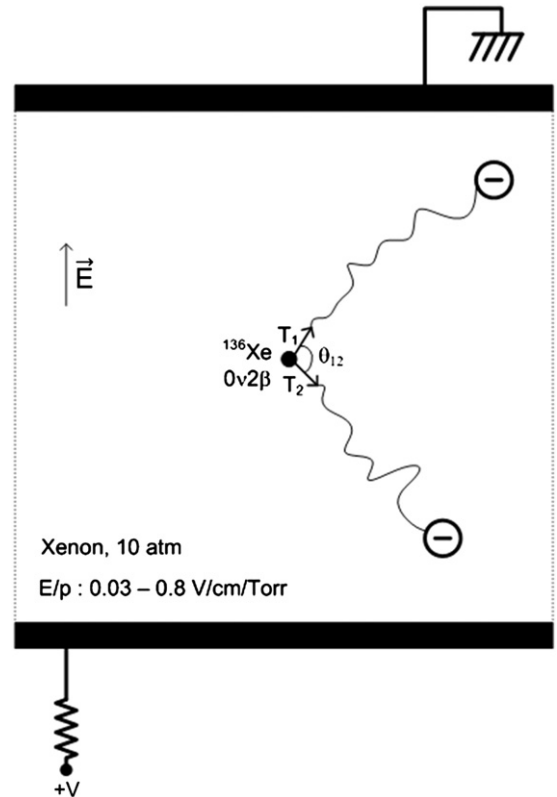 E⃗
T₁
¹³⁶Xe
θ₁₂
0ν2β
T₂
Xenon, 10 atm
E/p : 0.03 – 0.8 V/cm/Torr
+V